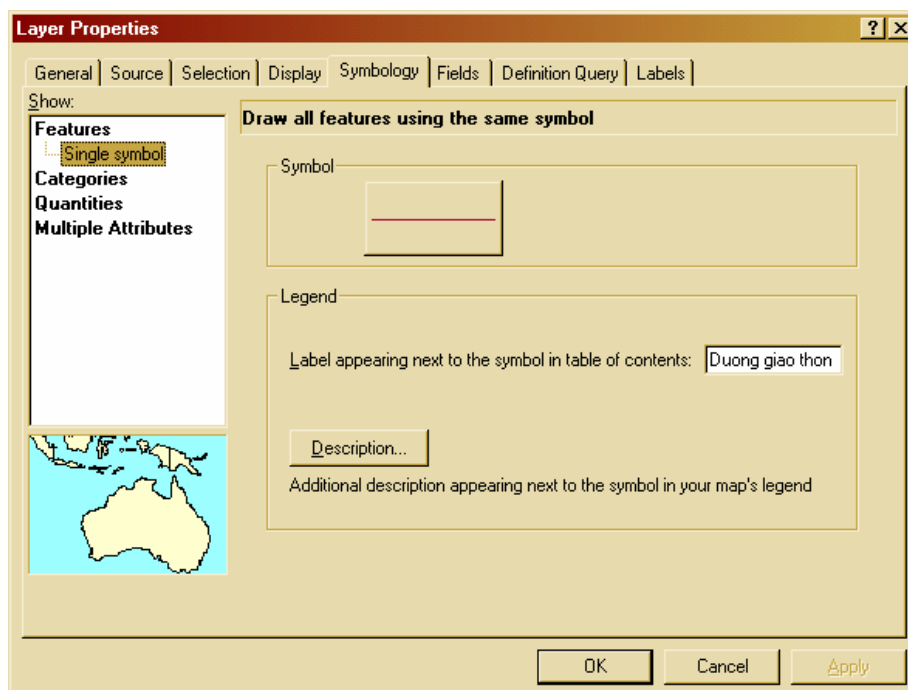 Layer Properties
General Source Selection Display Symbology Fields Definition Query Labels
Show:
Features
Single symbol
Categories
Quantities
Multiple Attributes
Draw all features using the same symbol
Symbol
Legend
Label appearing next to the symbol in table of contents: Duong giao thon
Description...
Additional description appearing next to the symbol in your map's legend
OK Cancel Apply